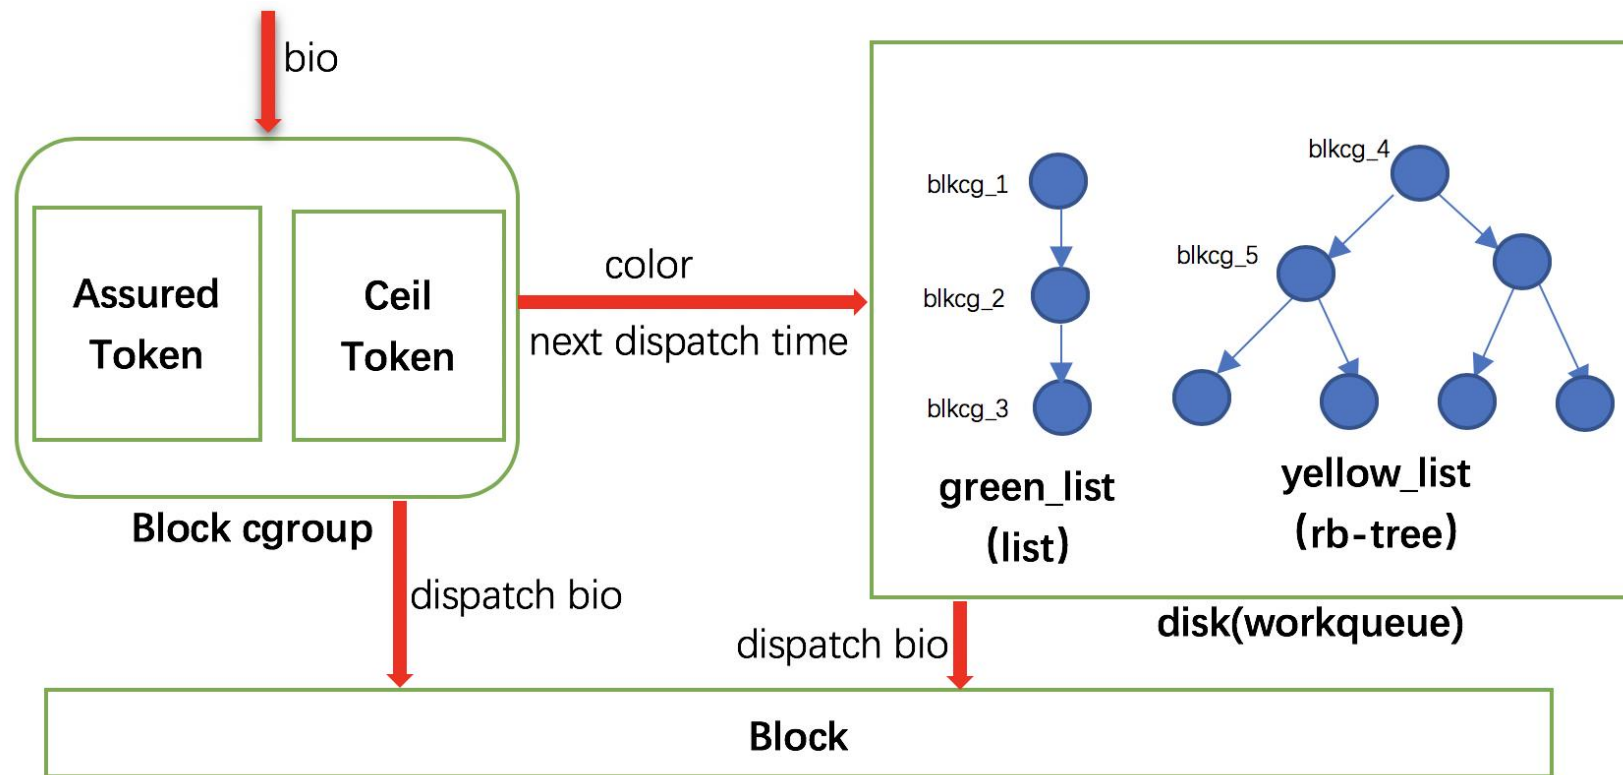 bio
Assured
Token
Ceil
Token
Block cgroup
color
next dispatch time
dispatch bio
blkcg_1
blkcg_2
blkcg_3
green_list
(list)
blkcg_4
blkcg_5
yellow_list
(rb-tree)
disk(workqueue)
dispatch bio
Block